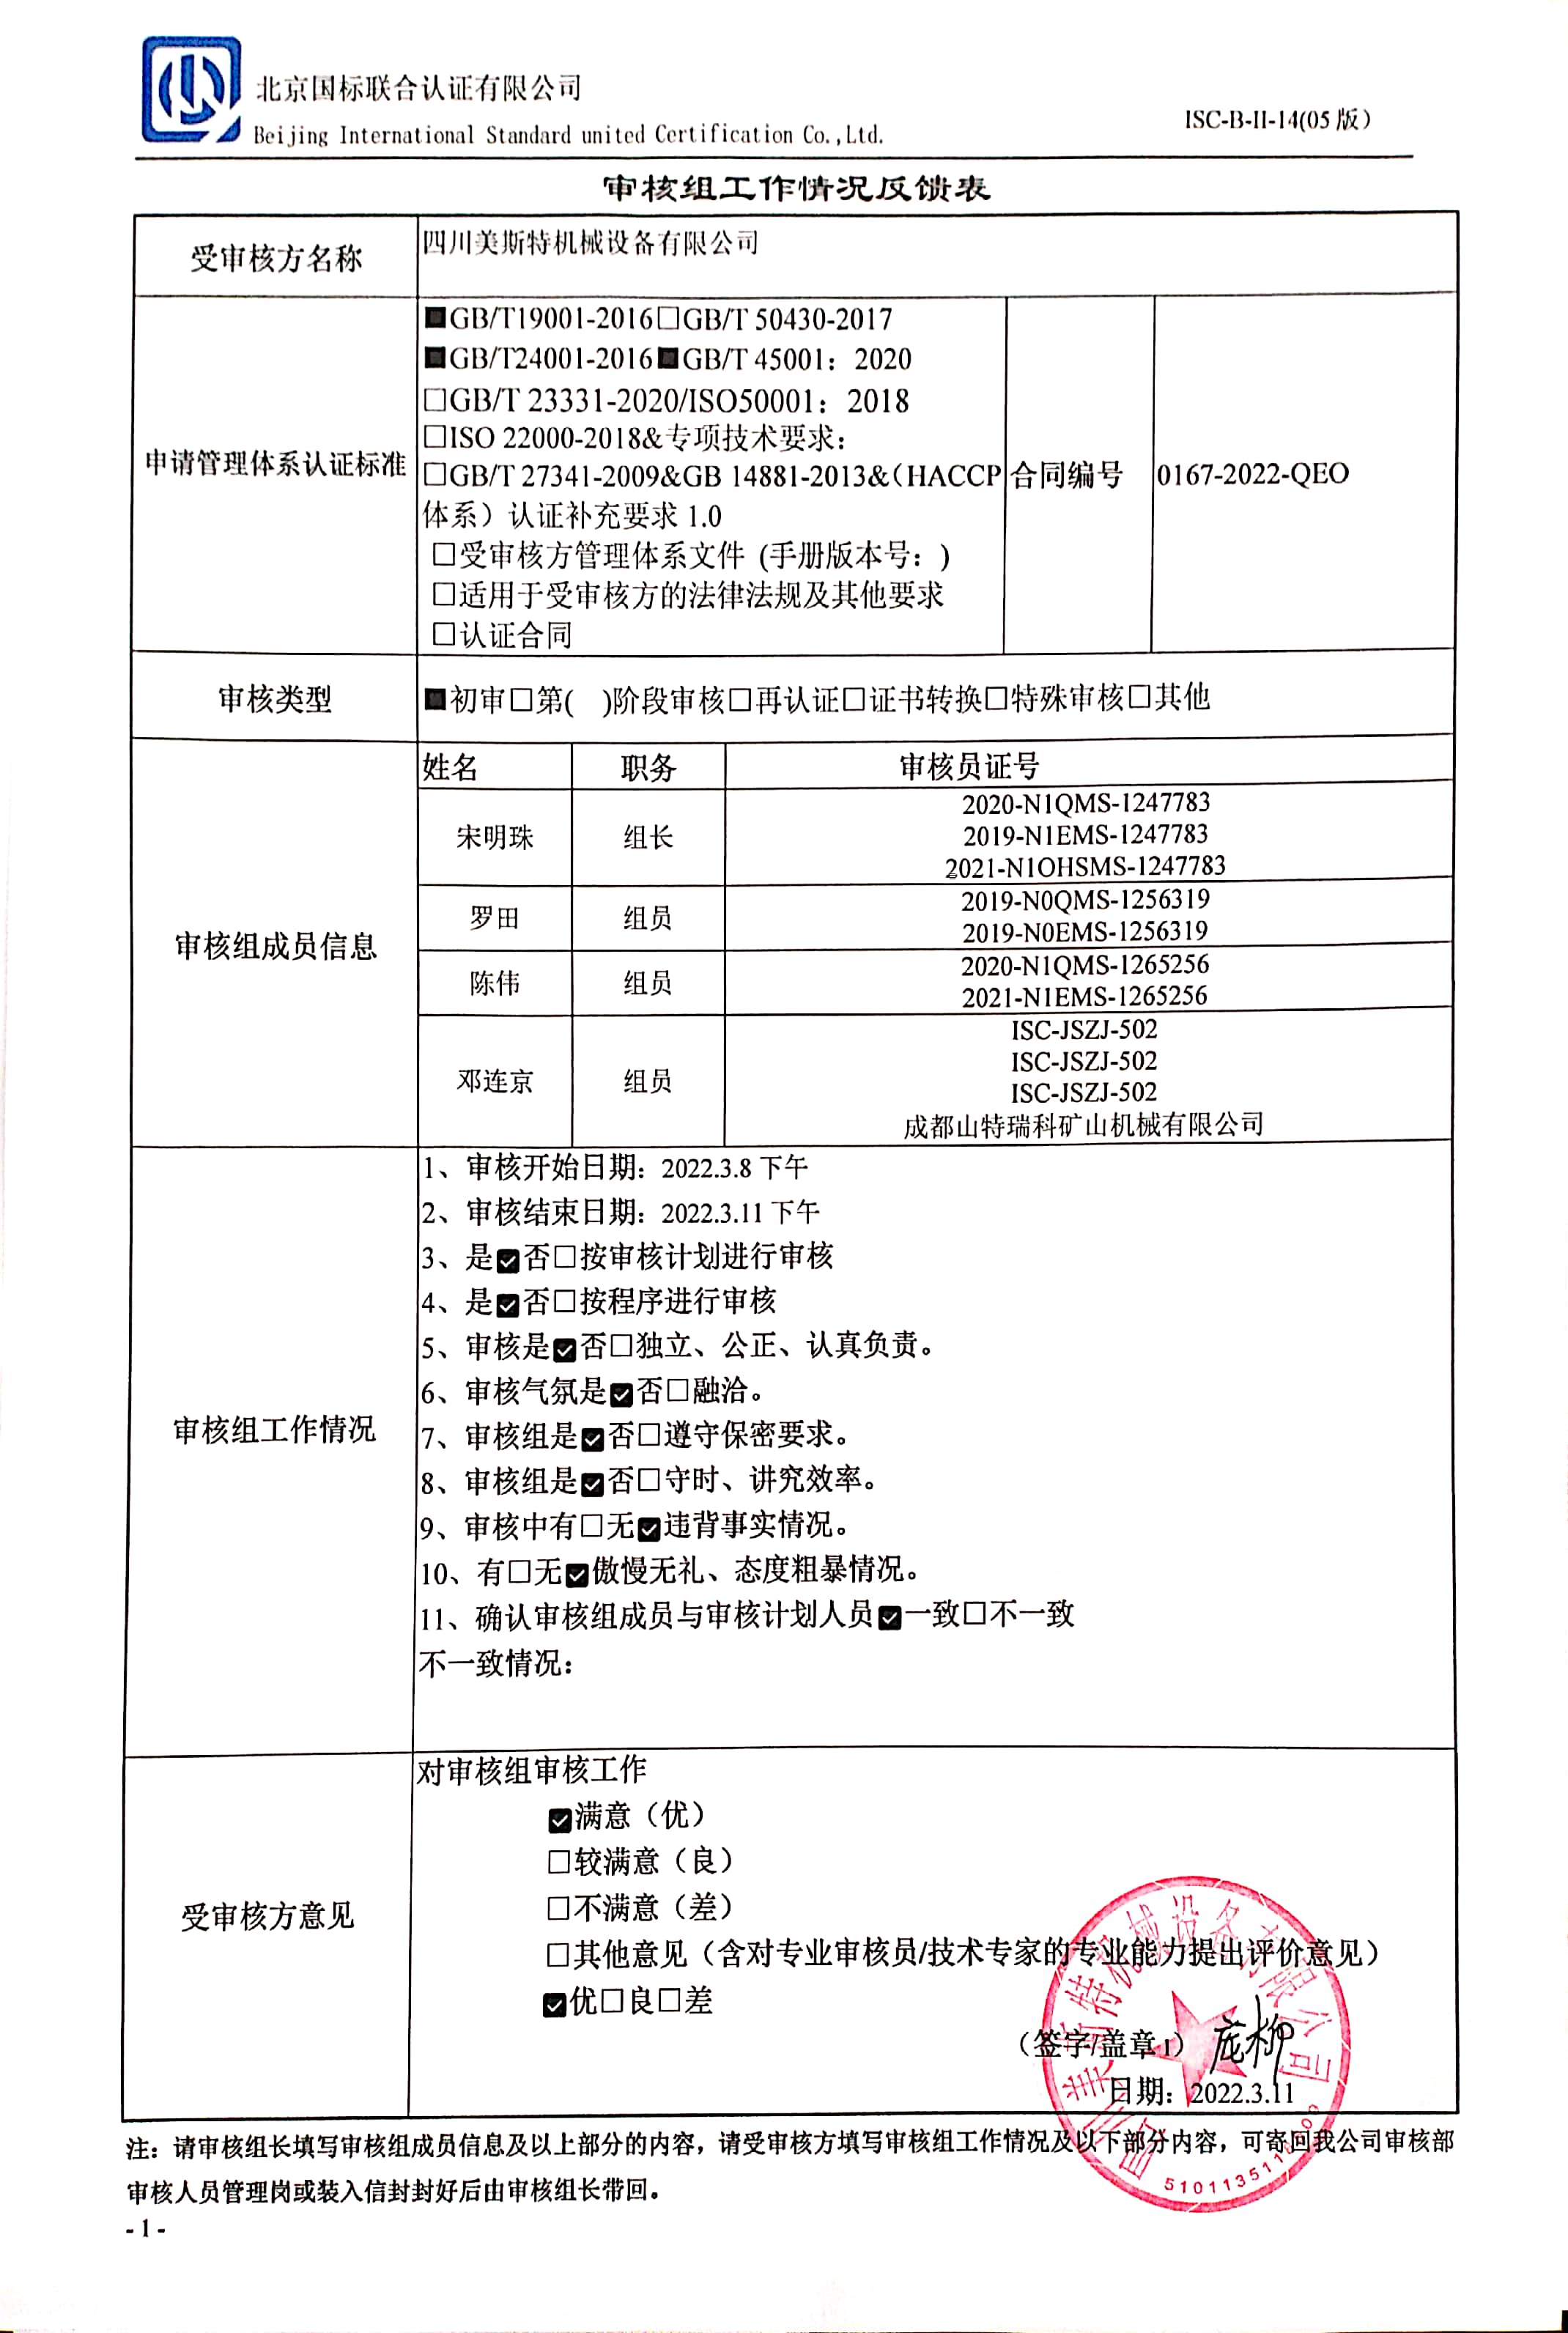 北京国标联合认证有限公司
Beijing International Standard united Certification Co.,Ltd.
ISC-B-II-14(05版)
审核组工作情况反馈表
受审核方名称
四川美斯特机械设备有限公司
申请管理体系认证标准
■GB/T19001-2016□GB/T 50430-2017
■GB/T24001-2016■GB/T 45001：2020
□GB/T 23331-2020/ISO50001：2018
□ISO 22000-2018&专项技术要求：
□GB/T 27341-2009&GB 14881-2013&（HACCP
体系）认证补充要求 1.0
□受审核方管理体系文件 (手册版本号：)
□适用于受审核方的法律法规及其他要求
□认证合同
合同编号
0167-2022-QEO
审核类型
■初审□第( )阶段审核□再认证□证书转换□特殊审核□其他
审核组成员信息
姓名 职务 审核员证号
宋明珠 组长
2020-N1QMS-1247783
2019-N1EMS-1247783
2021-N1OHSMS-1247783
罗田 组员
2019-N0QMS-1256319
2019-N0EMS-1256319
陈伟 组员
2020-N1QMS-1265256
2021-N1EMS-1265256
邓连京 组员
ISC-JSZJ-502
ISC-JSZJ-502
ISC-JSZJ-502
成都山特瑞科矿山机械有限公司
审核组工作情况
1、审核开始日期：2022.3.8 下午
2、审核结束日期：2022.3.11 下午
3、是☑否□按审核计划进行审核
4、是☑否□按程序进行审核
5、审核是☑否□独立、公正、认真负责。
6、审核气氛是☑否□融洽。
7、审核组是☑否□遵守保密要求。
8、审核组是☑否□守时、讲究效率。
9、审核中有□无☑违背事实情况。
10、有□无☑傲慢无礼、态度粗暴情况。
11、确认审核组成员与审核计划人员☑一致□不一致
不一致情况：
受审核方意见
对审核组审核工作
☑满意（优）
□较满意（良）
□不满意（差）
□其他意见（含对专业审核员/技术专家的专业能力提出评价意见）
☑优□良□差
（签字/盖章）庞柳
日期：2022.3.11
四川美斯特机械设备有限公司
注：请审核组长填写审核组成员信息及以上部分的内容，请受审核方填写审核组工作情况及以下部分内容，可寄回我公司审核部
审核人员管理岗或装入信封封好后由审核组长带回。
- 1 -